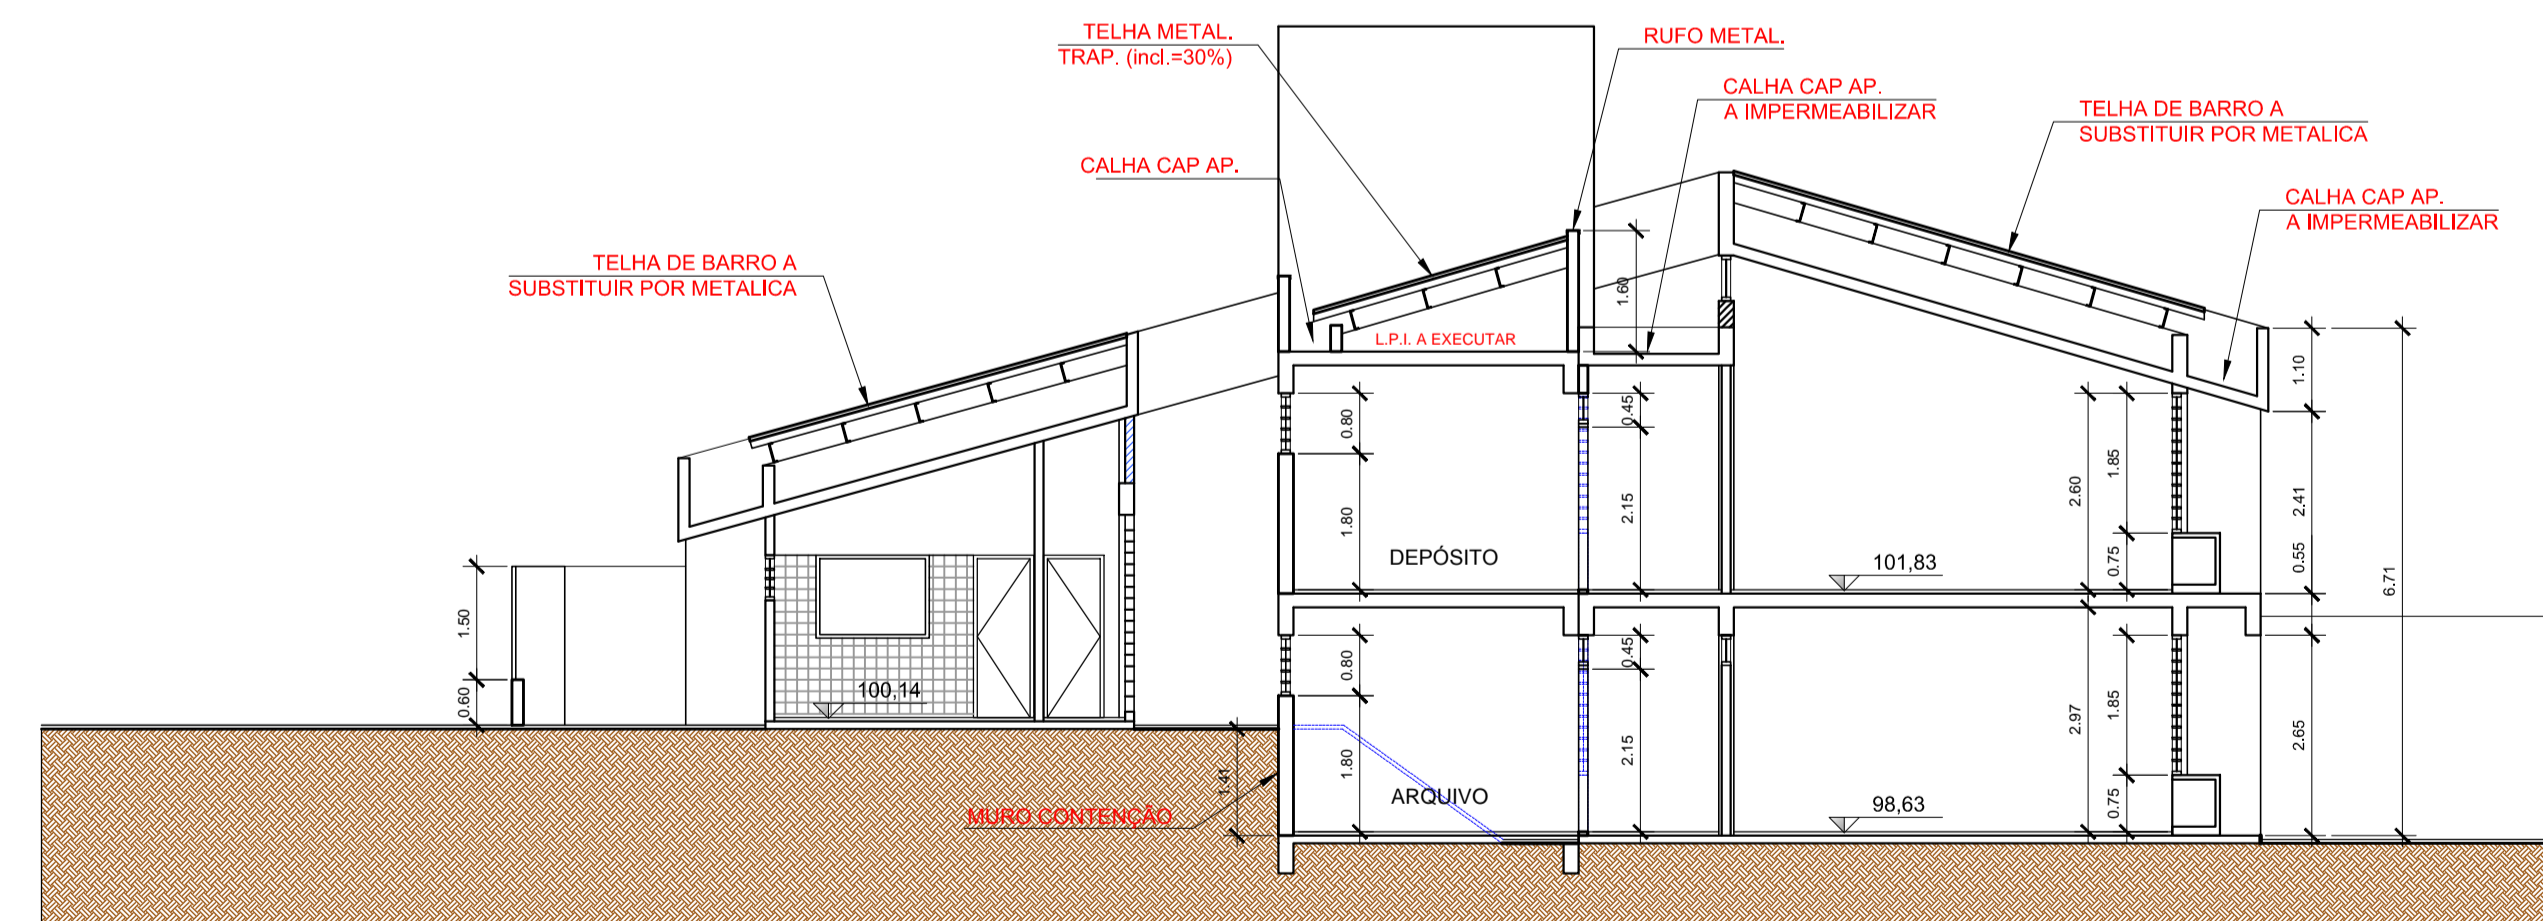 TELHA METAL.
TRAP. (incl.=30%)
RUFO METAL.
CALHA CAP AP.
A IMPERMEABILIZAR
TELHA DE BARRO A
SUBSTITUIR POR METALICA
CALHA CAP AP.
CALHA CAP AP.
A IMPERMEABILIZAR
TELHA DE BARRO A
SUBSTITUIR POR METALICA
1.60
L.P.I. A EXECUTAR
1.10
0.80
0.45
1.85
2.60
2.41
1.80
2.15
DEPÓSITO
101,83
0.75
0.55
6.71
1.50
0.60
100,14
0.80
0.45
1.85
2.97
2.65
1.41
1.80
2.15
ARQUIVO
98,63
0.75
MURO CONTENÇÃO